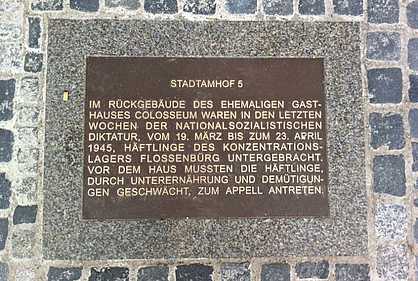 STADTAMHOF 5
IM RÜCKGEBÄUDE DES EHEMALIGEN GAST-
HAUSES COLOSSEUM WAREN IN DEN LETZTEN
WOCHEN DER NATIONALSOZIALISTISCHEN
DIKTATUR, VOM 19. MÄRZ BIS ZUM 23. APRIL
1945, HÄFTLINGE DES KONZENTRATIONS-
LAGERS FLOSSENBÜRG UNTERGEBRACHT.
VOR DEM HAUS MUSSTEN DIE HÄFTLINGE,
DURCH UNTERERNÄHRUNG UND DEMÜTIGUN-
GEN GESCHWÄCHT, ZUM APPELL ANTRETEN.